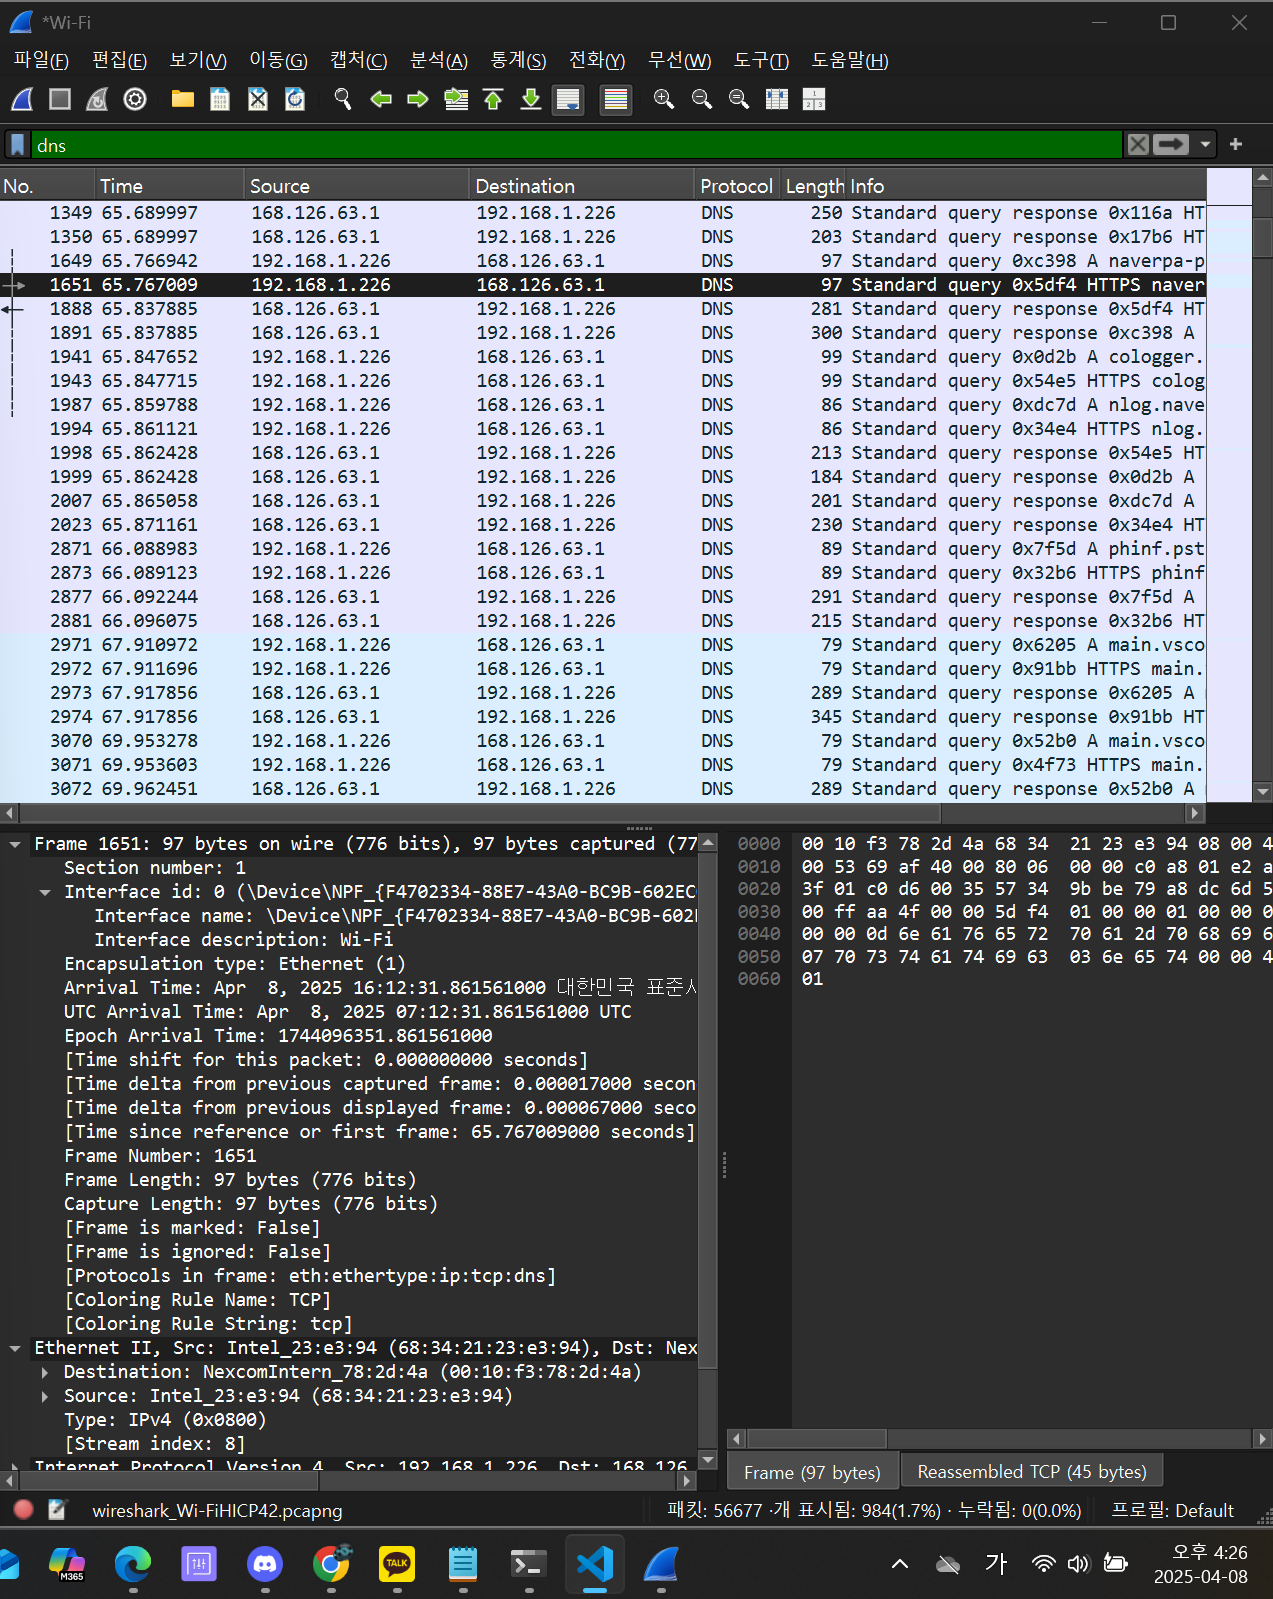 *Wi-Fi
파일(F) 편집(E) 보기(V) 이동(G) 캡처(C) 분석(A) 통계(S) 전화(Y) 무선(W) 도구(T) 도움말(H)
dns
No. Time Source Destination Protocol Length Info
1349 65.689997 168.126.63.1 192.168.1.226 DNS 250 Standard query response 0x116a HT
1350 65.689997 168.126.63.1 192.168.1.226 DNS 203 Standard query response 0x17b6 HT
1649 65.766942 192.168.1.226 168.126.63.1 DNS 97 Standard query 0xc398 A naverpa-p
1651 65.767009 192.168.1.226 168.126.63.1 DNS 97 Standard query 0x5df4 HTTPS naver
1888 65.837885 168.126.63.1 192.168.1.226 DNS 281 Standard query response 0x5df4 HT
1891 65.837885 168.126.63.1 192.168.1.226 DNS 300 Standard query response 0xc398 A
1941 65.847652 192.168.1.226 168.126.63.1 DNS 99 Standard query 0x0d2b A cologger.
1943 65.847715 192.168.1.226 168.126.63.1 DNS 99 Standard query 0x54e5 HTTPS colog
1987 65.859788 192.168.1.226 168.126.63.1 DNS 86 Standard query 0xdc7d A nlog.nave
1994 65.861121 192.168.1.226 168.126.63.1 DNS 86 Standard query 0x34e4 HTTPS nlog.
1998 65.862428 168.126.63.1 192.168.1.226 DNS 213 Standard query response 0x54e5 HT
1999 65.862428 168.126.63.1 192.168.1.226 DNS 184 Standard query response 0x0d2b A
2007 65.865058 168.126.63.1 192.168.1.226 DNS 201 Standard query response 0xdc7d A
2023 65.871161 168.126.63.1 192.168.1.226 DNS 230 Standard query response 0x34e4 HT
2871 66.088983 192.168.1.226 168.126.63.1 DNS 89 Standard query 0x7f5d A phinf.pst
2873 66.089123 192.168.1.226 168.126.63.1 DNS 89 Standard query 0x32b6 HTTPS phinf
2877 66.092244 168.126.63.1 192.168.1.226 DNS 291 Standard query response 0x7f5d A
2881 66.096075 168.126.63.1 192.168.1.226 DNS 215 Standard query response 0x32b6 HT
2971 67.910972 192.168.1.226 168.126.63.1 DNS 79 Standard query 0x6205 A main.vsco
2972 67.911696 192.168.1.226 168.126.63.1 DNS 79 Standard query 0x91bb HTTPS main.
2973 67.917856 168.126.63.1 192.168.1.226 DNS 289 Standard query response 0x6205 A
2974 67.917856 168.126.63.1 192.168.1.226 DNS 345 Standard query response 0x91bb HT
3070 69.953278 192.168.1.226 168.126.63.1 DNS 79 Standard query 0x52b0 A main.vsco
3071 69.953603 192.168.1.226 168.126.63.1 DNS 79 Standard query 0x4f73 HTTPS main.
3072 69.962451 168.126.63.1 192.168.1.226 DNS 289 Standard query response 0x52b0 A
Frame 1651: 97 bytes on wire (776 bits), 97 bytes captured (77
Section number: 1
Interface id: 0 (\Device\NPF_{F4702334-88E7-43A0-BC9B-602EC
Interface name: \Device\NPF_{F4702334-88E7-43A0-BC9B-602
Interface description: Wi-Fi
Encapsulation type: Ethernet (1)
Arrival Time: Apr  8, 2025 16:12:31.861561000 대한민국 표준시
UTC Arrival Time: Apr  8, 2025 07:12:31.861561000 UTC
Epoch Arrival Time: 1744096351.861561000
[Time shift for this packet: 0.000000000 seconds]
[Time delta from previous captured frame: 0.000017000 secon
[Time delta from previous displayed frame: 0.000067000 seco
[Time since reference or first frame: 65.767009000 seconds]
Frame Number: 1651
Frame Length: 97 bytes (776 bits)
Capture Length: 97 bytes (776 bits)
[Frame is marked: False]
[Frame is ignored: False]
[Protocols in frame: eth:ethertype:ip:tcp:dns]
[Coloring Rule Name: TCP]
[Coloring Rule String: tcp]
Ethernet II, Src: Intel_23:e3:94 (68:34:21:23:e3:94), Dst: Nex
Destination: NexcomIntern_78:2d:4a (00:10:f3:78:2d:4a)
Source: Intel_23:e3:94 (68:34:21:23:e3:94)
Type: IPv4 (0x0800)
[Stream index: 8]
Internet Protocol Version 4, Src: 192.168.1.226, Dst: 168.126
0000 00 10 f3 78 2d 4a 68 34 21 23 e3 94 08 00 4
0010 00 53 69 af 40 00 80 06 00 00 c0 a8 01 e2 a
0020 3f 01 c0 d6 00 35 57 34 9b be 79 a8 dc 6d 5
0030 00 ff aa 4f 00 00 5d f4 01 00 00 01 00 00 0
0040 00 00 0d 6e 61 76 65 72 70 61 2d 70 68 69 6
0050 07 70 73 74 61 74 69 63 03 6e 65 74 00 00 4
0060 01
Frame (97 bytes) Reassembled TCP (45 bytes)
wireshark_Wi-FiHICP42.pcapng 패킷: 56677 · 개 표시됨: 984(1.7%) · 누락됨: 0(0.0%) 프로필: Default
M365
TALK
가
오후 4:26
2025-04-08